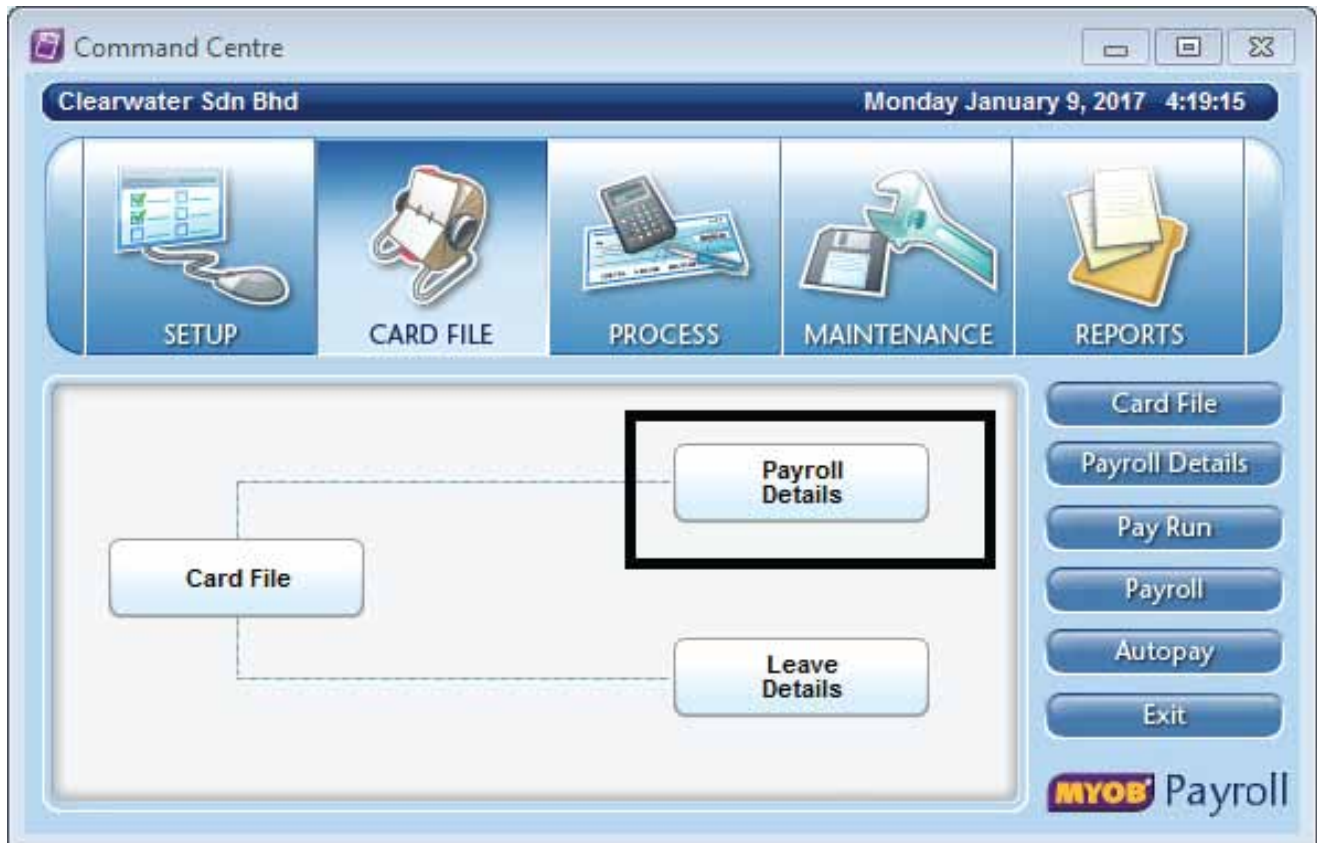 Command Centre
Clearwater Sdn Bhd
Monday January 9, 2017 4:19:15
SETUP
CARD FILE
PROCESS
MAINTENANCE
REPORTS
Payroll
Details
Card File
Leave
Details
Card File
Payroll Details
Pay Run
Payroll
Autopay
Exit
MYOB Payroll